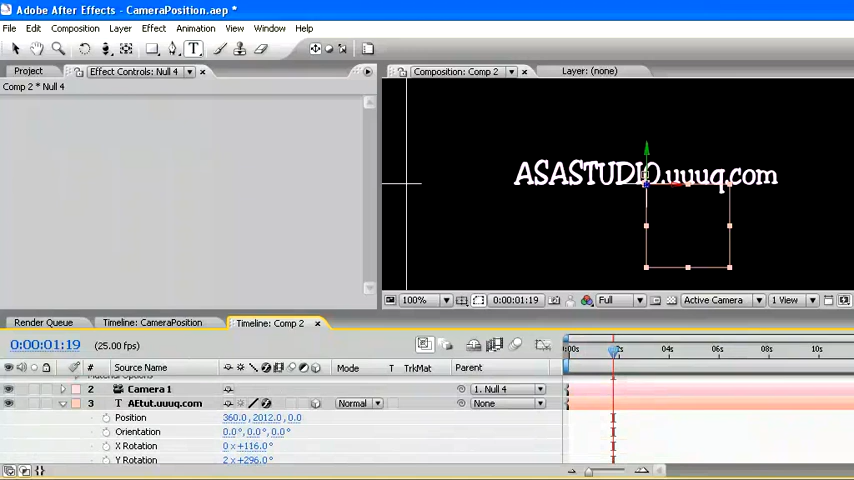 Adobe After Effects - CameraPosition.aep *
File Edit Composition Layer Effect Animation View Window Help
Project Effect Controls: Null 4 × Composition: Comp 2 × Layer: (none)
Comp 2 * Null 4
ASASTUDIO.uuuq.com
100% 0:00:01:19 Full Active Camera 1 View
Render Queue Timeline: CameraPosition Timeline: Comp 2 ×
0:00:01:19 (25.00 fps)
:00s 2s 04s 06s 08s 10s
# Source Name Mode T TrkMat Parent
2 Camera 1 1. Null 4
3 T AEtut.uuuq.com Normal None
Position 360.0, 2012.0, 0.0
Orientation 0.0°, 0.0°, 0.0°
X Rotation 0 x +116.0°
Y Rotation 2 x +296.0°